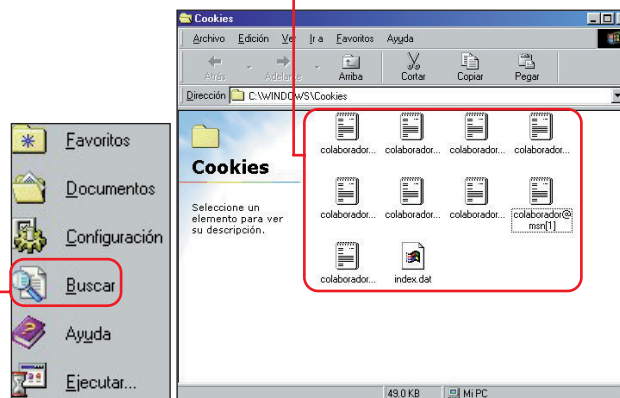 Cookies
Archivo Edición Ver Ir a Favoritos Ayuda
Atrás Adelante Arriba Cortar Copiar Pegar
Dirección C:\WINDOWS\Cookies
Cookies
Seleccione un
elemento para ver
su descripción.
colaborador... colaborador... colaborador... colaborador...
colaborador... colaborador... colaborador... colaborador@
msn[1]
colaborador... index.dat
49.0 KB Mi PC
Favoritos
Documentos
Configuración
Buscar
Ayuda
Ejecutar...